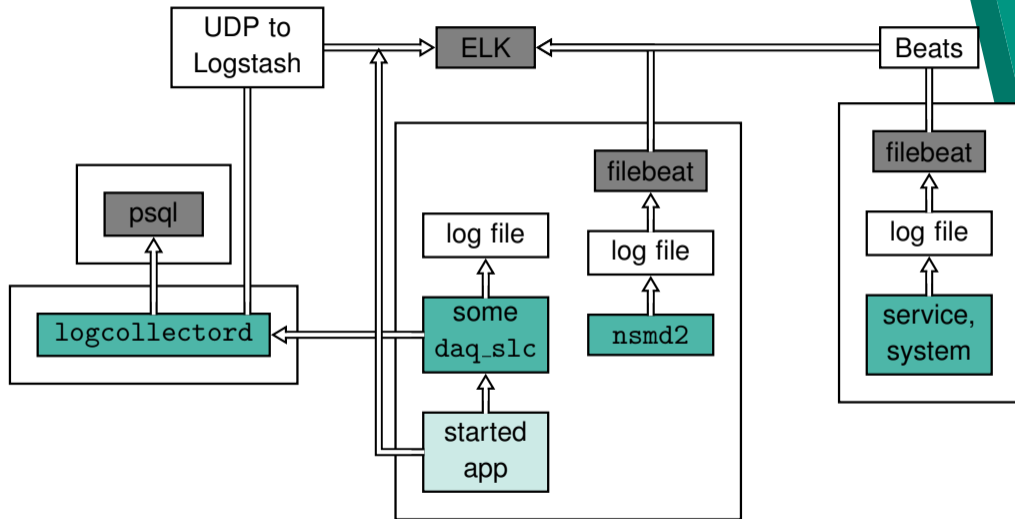 UDP to
Logstash
ELK
Beats
filebeat
filebeat
psql
log file
log file
log file
logcollectord
some
daq_slc
nsmd2
service,
system
started
app